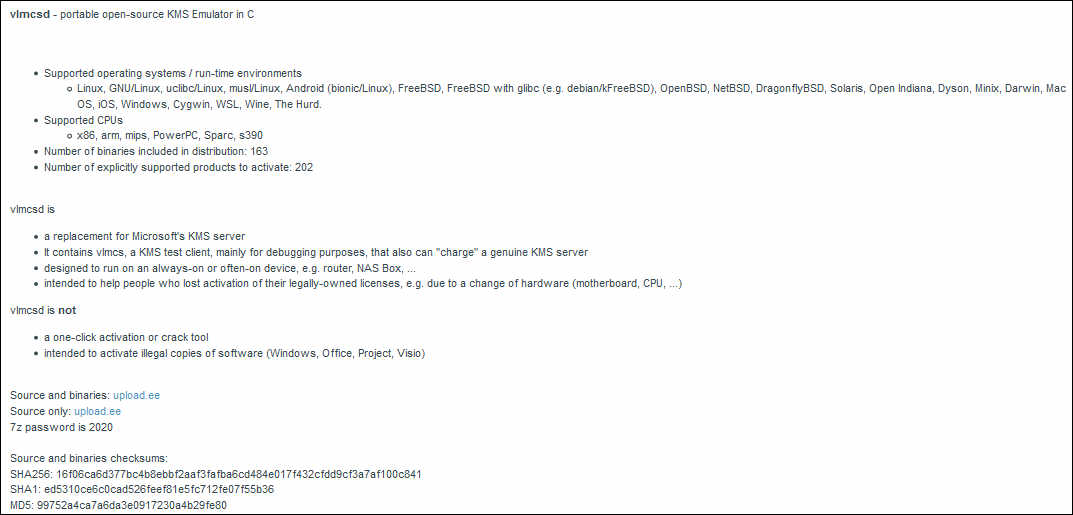 vlmcsd - portable open-source KMS Emulator in C
Supported operating systems / run-time environments
Linux, GNU/Linux, uclibc/Linux, musl/Linux, Android (bionic/Linux), FreeBSD, FreeBSD with glibc (e.g. debian/kFreeBSD), OpenBSD, NetBSD, DragonflyBSD, Solaris, Open Indiana, Dyson, Minix, Darwin, Mac
OS, iOS, Windows, Cygwin, WSL, Wine, The Hurd.
Supported CPUs
x86, arm, mips, PowerPC, Sparc, s390
Number of binaries included in distribution: 163
Number of explicitly supported products to activate: 202
vlmcsd is
a replacement for Microsoft's KMS server
It contains vlmcs, a KMS test client, mainly for debugging purposes, that also can "charge" a genuine KMS server
designed to run on an always-on or often-on device, e.g. router, NAS Box, ...
intended to help people who lost activation of their legally-owned licenses, e.g. due to a change of hardware (motherboard, CPU, ...)
vlmcsd is not
a one-click activation or crack tool
intended to activate illegal copies of software (Windows, Office, Project, Visio)
Source and binaries: upload.ee
Source only: upload.ee
7z password is 2020
Source and binaries checksums:
SHA256: 16f06ca6d377bc4b8ebbf2aaf3fafba6cd484e017f432cfdd9cf3a7af100c841
SHA1: ed5310ce6c0cad526feef81e5fc712fe07f55b36
MD5: 99752a4ca7a6da3e0917230a4b29fe80